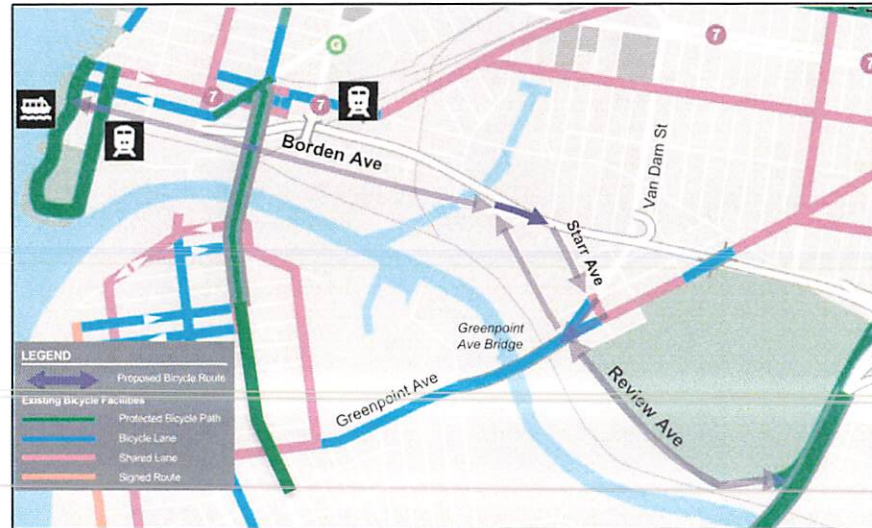 7
G
7
7
7
Borden Ave
Van Dam St
Starr Ave
Greenpoint
Ave Bridge
Greenpoint Ave
Review Ave
LEGEND
Proposed Bicycle Route
Existing Bicycle Facilities
Protected Bicycle Path
Bicycle Lane
Shared Lane
Signed Route